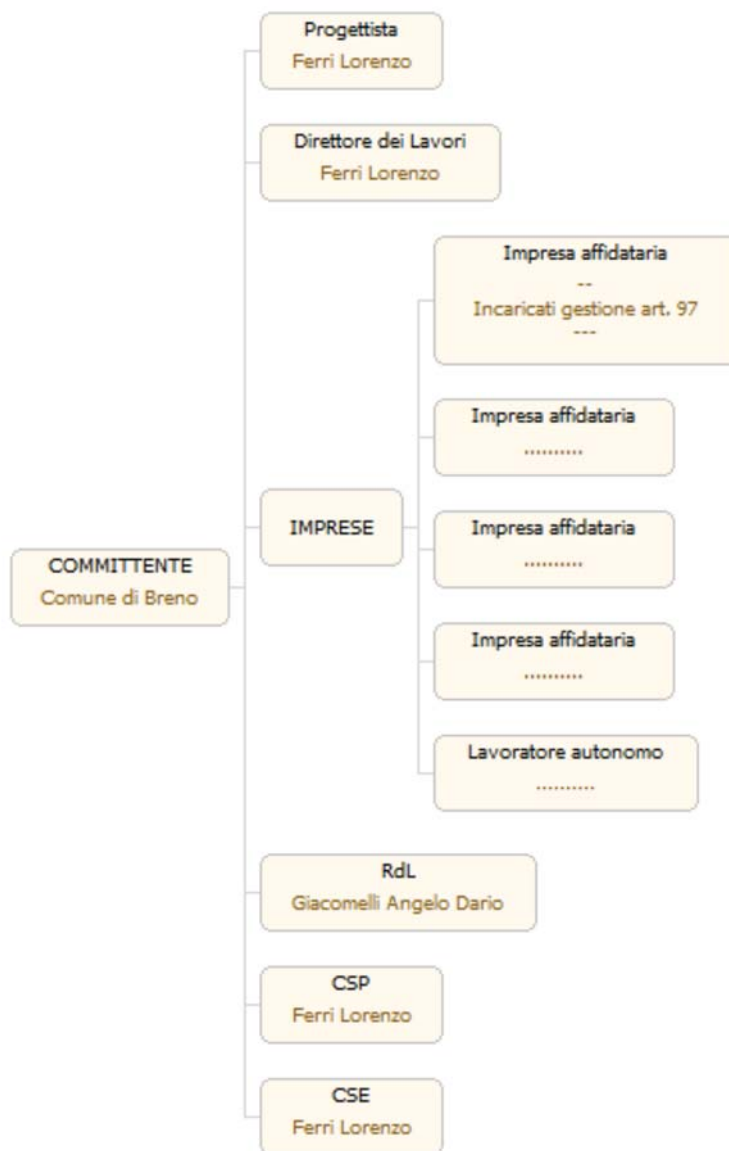 Progettista
Ferri Lorenzo
Direttore dei Lavori
Ferri Lorenzo
Impresa affidataria
--
Incaricati gestione art. 97
---
Impresa affidataria
..........
IMPRESE
Impresa affidataria
..........
COMMITTENTE
Comune di Breno
Impresa affidataria
..........
Lavoratore autonomo
..........
RdL
Giacomelli Angelo Dario
CSP
Ferri Lorenzo
CSE
Ferri Lorenzo